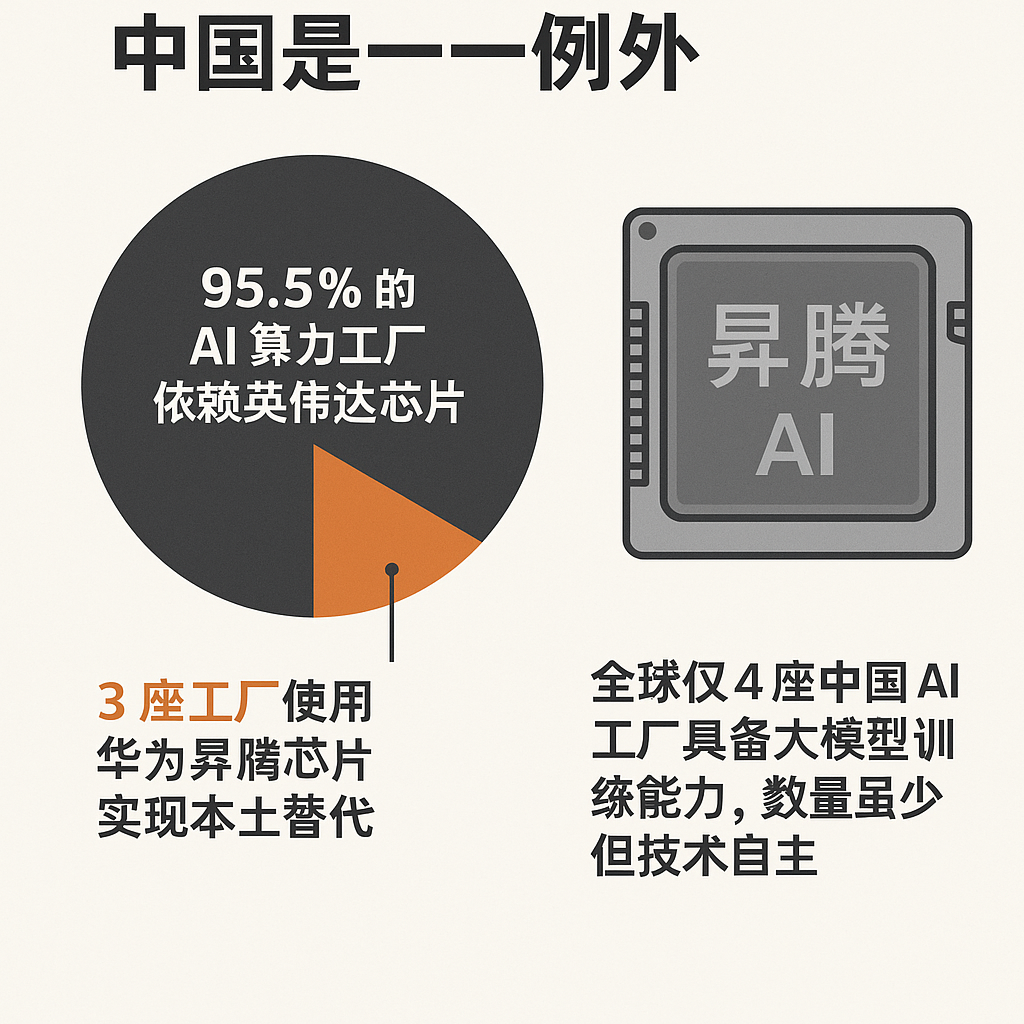 中国是一一例外
95.5% 的
AI 算力工厂
依赖英伟达芯片
昇腾
AI
3 座工厂使用
华为昇腾芯片
实现本土替代
全球仅4座中国 AI
工厂具备大模型训
练能力，数量虽少
但技术自主